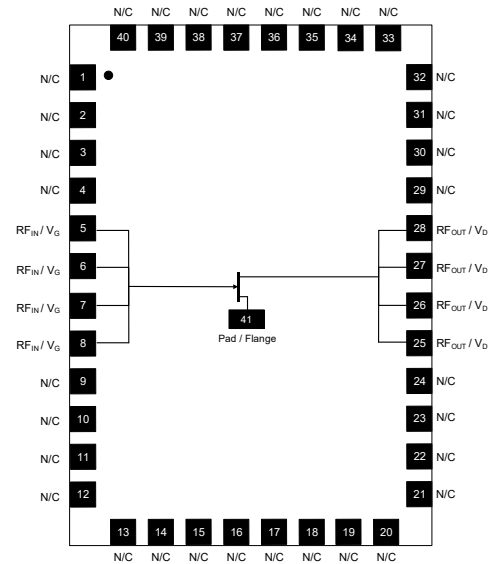 N/C N/C N/C N/C N/C N/C N/C N/C
40 39 38 37 36 35 34 33
N/C 1 32 N/C
N/C 2 31 N/C
N/C 3 30 N/C
N/C 4 29 N/C
RFIN / VG 5 28 RFOUT / VD
RFIN / VG 6 27 RFOUT / VD
RFIN / VG 7 26 RFOUT / VD
41
Pad / Flange
RFIN / VG 8 25 RFOUT / VD
N/C 9 24 N/C
N/C 10 23 N/C
N/C 11 22 N/C
N/C 12 21 N/C
13 14 15 16 17 18 19 20
N/C N/C N/C N/C N/C N/C N/C N/C